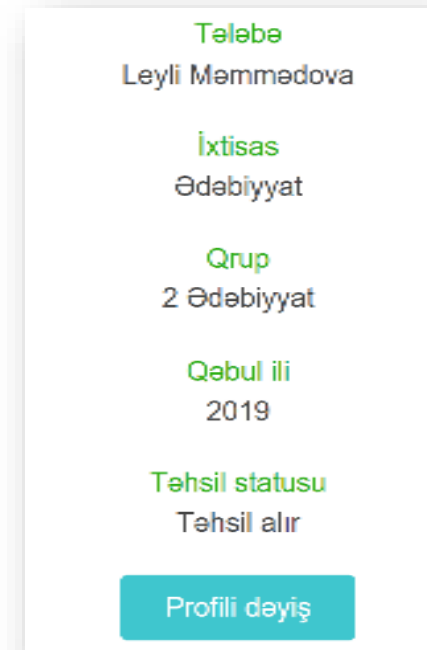 Tələbə
Leyli Məmmədova
İxtisas
Ədəbiyyat
Qrup
2 Ədəbiyyat
Qəbul ili
2019
Təhsil statusu
Təhsil alır
Profili dəyiş